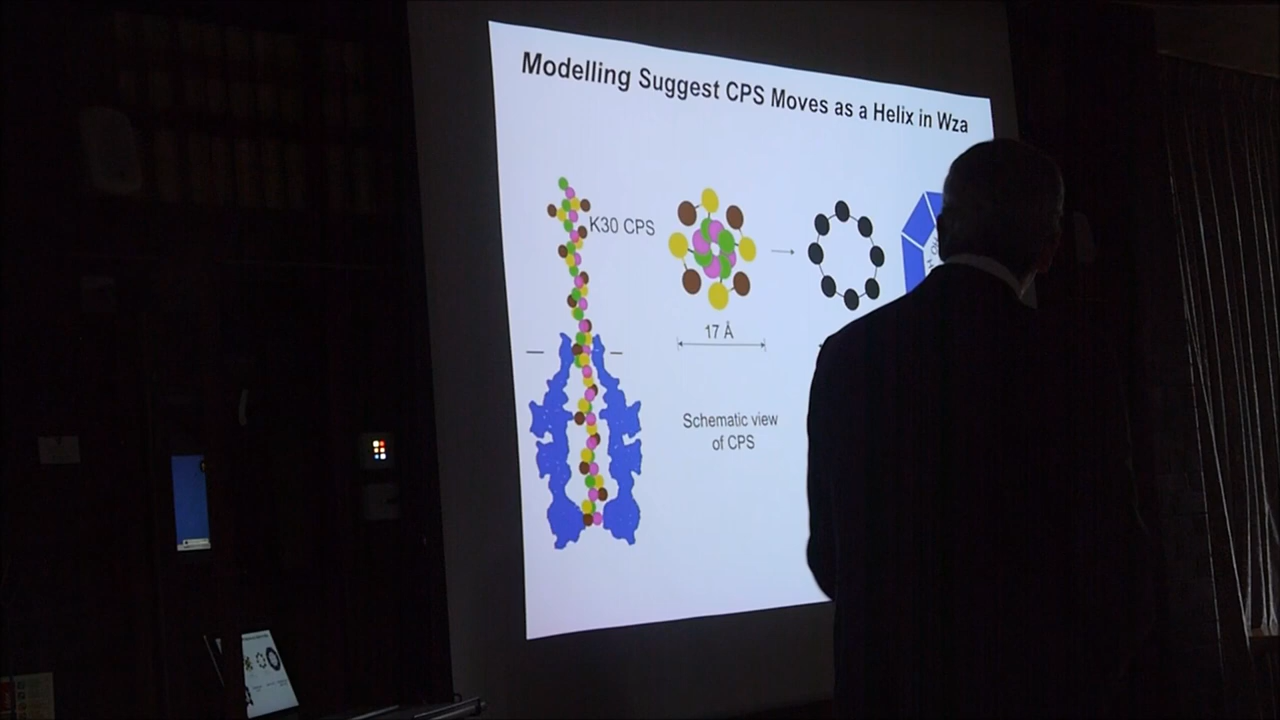 Modelling Suggest CPS Moves as a Helix in Wza
K30 CPS
17 Å
Schematic view
of CPS